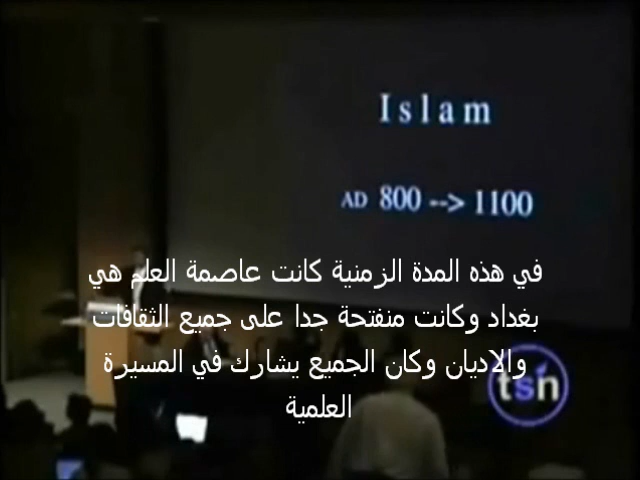 Islam
AD 800 --> 1100
في هذه المدة الزمنية كانت عاصمة العلم هي
بغداد وكانت منفتحة جدا على جميع الثقافات
والاديان وكان الجميع يشارك في المسيرة
العلمية
tsn